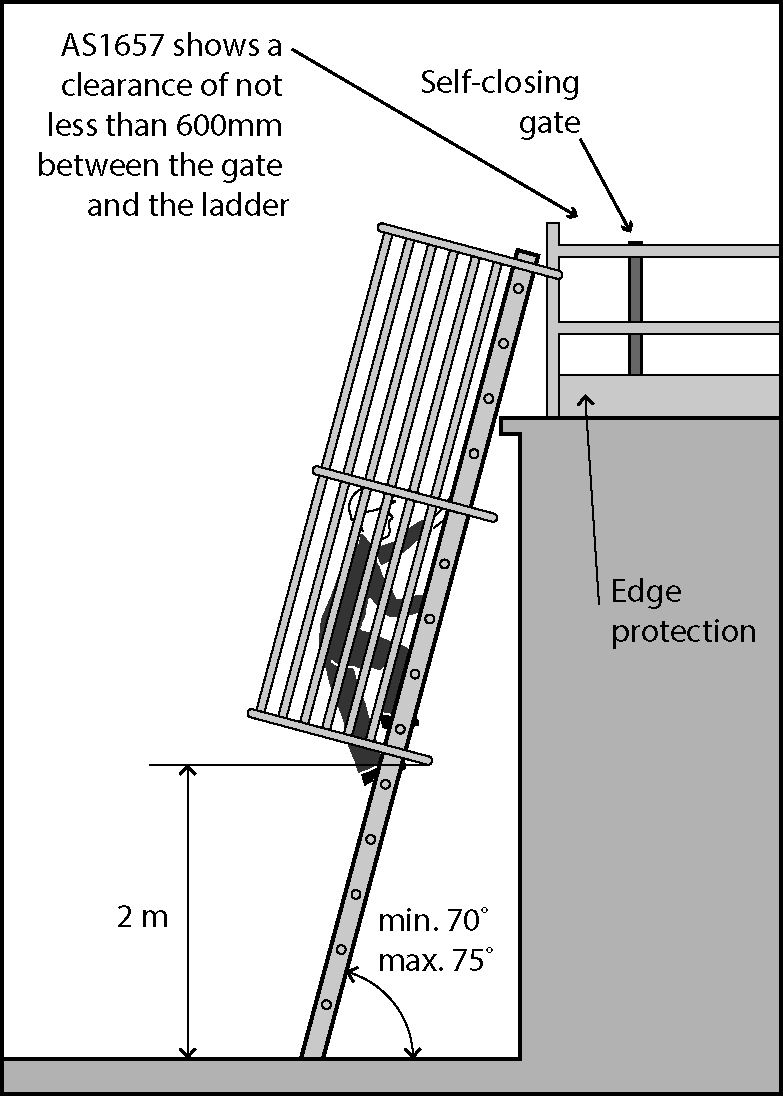 AS1657 shows a
clearance of not
less than 600mm
between the gate
and the ladder
Self-closing
gate
Edge
protection
2 m
min. 70°
max. 75°